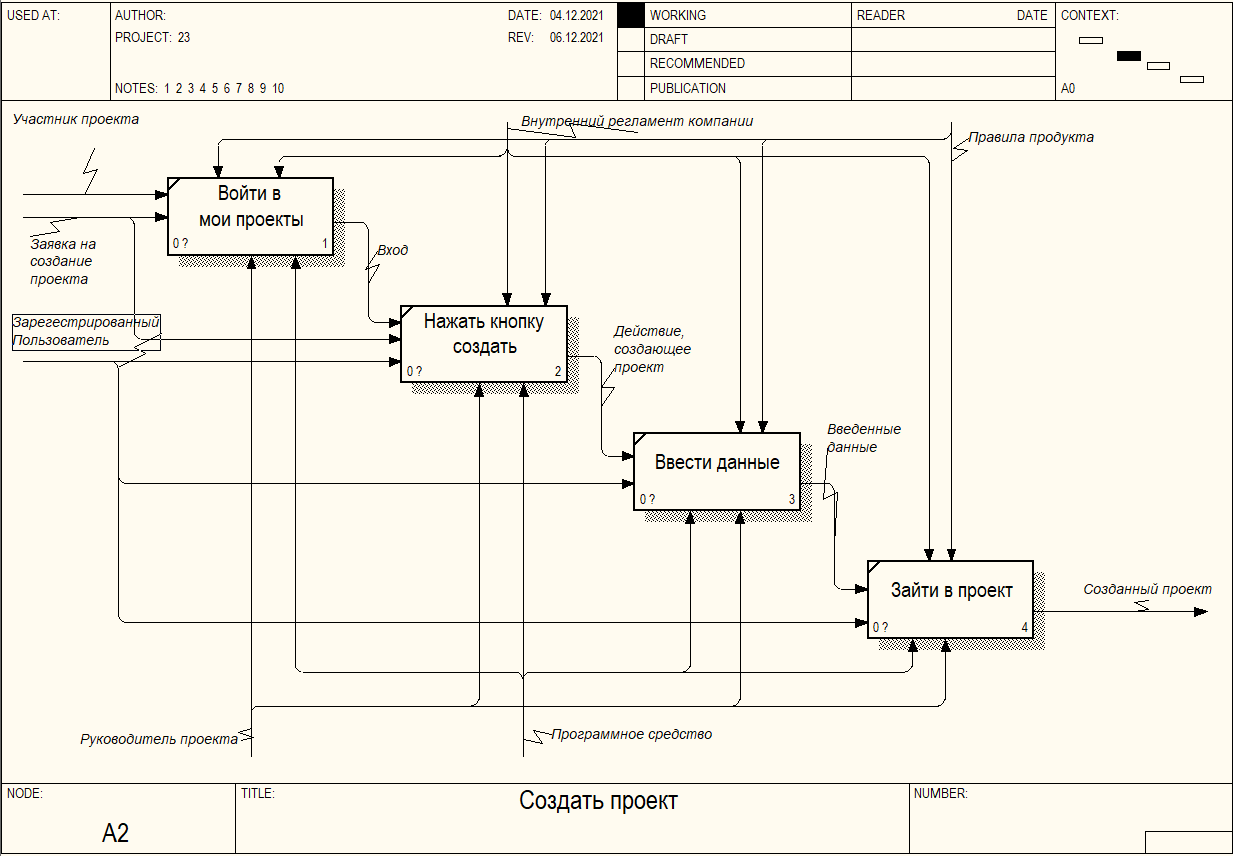 USED AT:
AUTHOR:
DATE: 04.12.2021
PROJECT: 23
REV: 06.12.2021
NOTES: 1 2 3 4 5 6 7 8 9 10
WORKING
DRAFT
RECOMMENDED
PUBLICATION
READER
DATE
CONTEXT:
A0
Участник проекта
Внутренний регламент компании
Правила продукта
Войти в
мои проекты
0 ?
1
Заявка на
создание
проекта
Вход
Зарегестрированный
Пользователь
Нажать кнопку
создать
0 ?
2
Действие,
создающее
проект
Ввести данные
0 ?
3
Введенные
данные
Зайти в проект
0 ?
4
Созданный проект
Руководитель проекта
Программное средство
NODE:
A2
TITLE:
Создать проект
NUMBER: